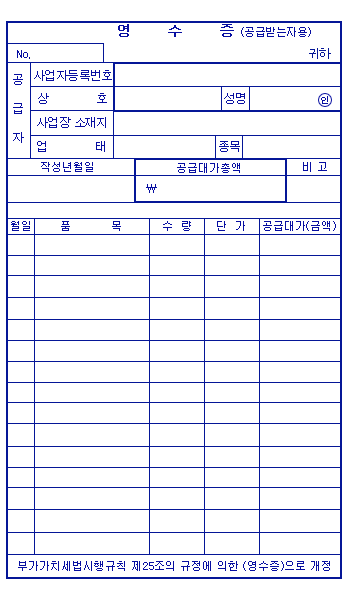 영 수 증 (공급받는자용)
No. 귀하
공급자
사업자등록번호
상 호 성명 인
사업장 소재지
업 태 종목
작성년월일 공급대가총액 비 고
₩
월일 품 목 수 량 단 가 공급대가(금액)
부가가치세법시행규칙 제25조의 규정에 의한 (영수증)으로 개정